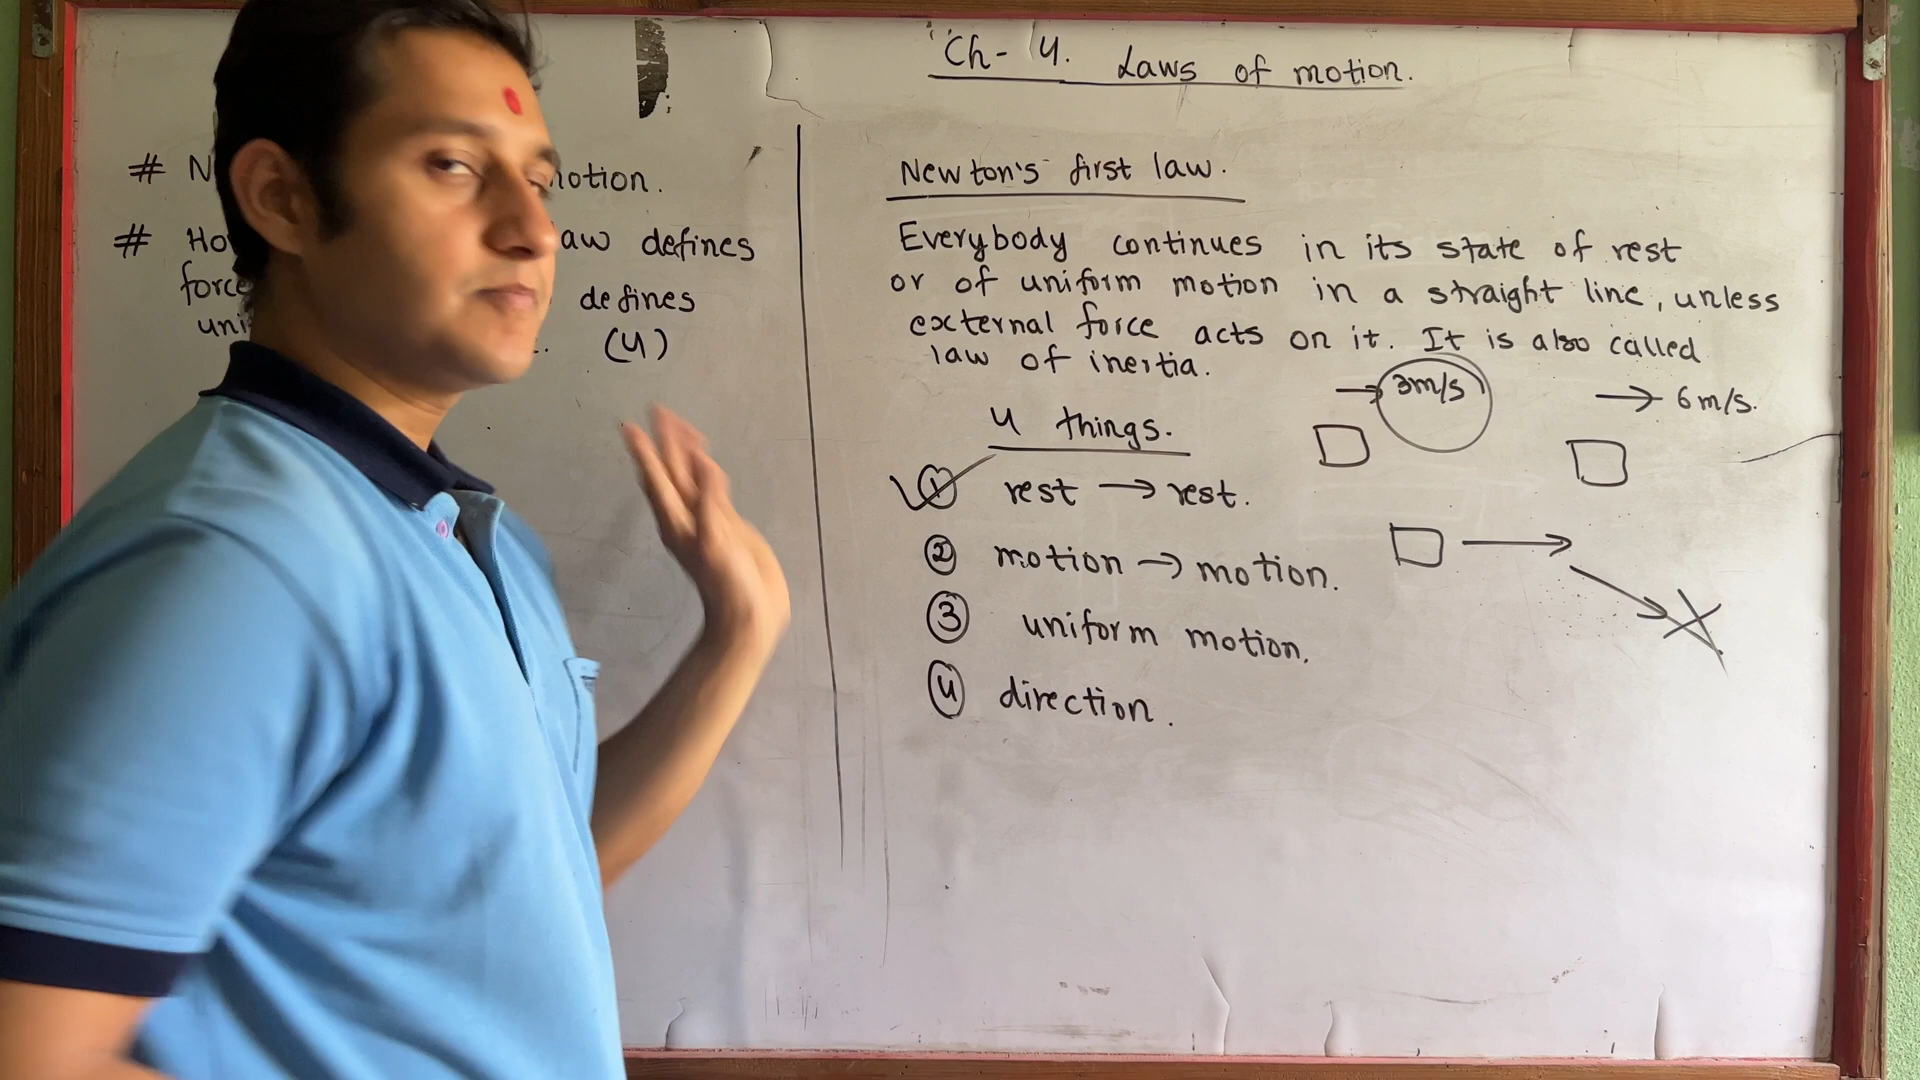 Ch- 4. Laws of motion.
# N notion.
# Ho aw defines
force defines
uni (4)
Newton's first law.
Everybody continues in its state of rest
or of uniform motion in a straight line, unless
external force acts on it. It is also called
law of inertia.
→ 3m/s → 6m/s.
4 things.
① rest → rest.
② motion → motion.
③ uniform motion.
④ direction.